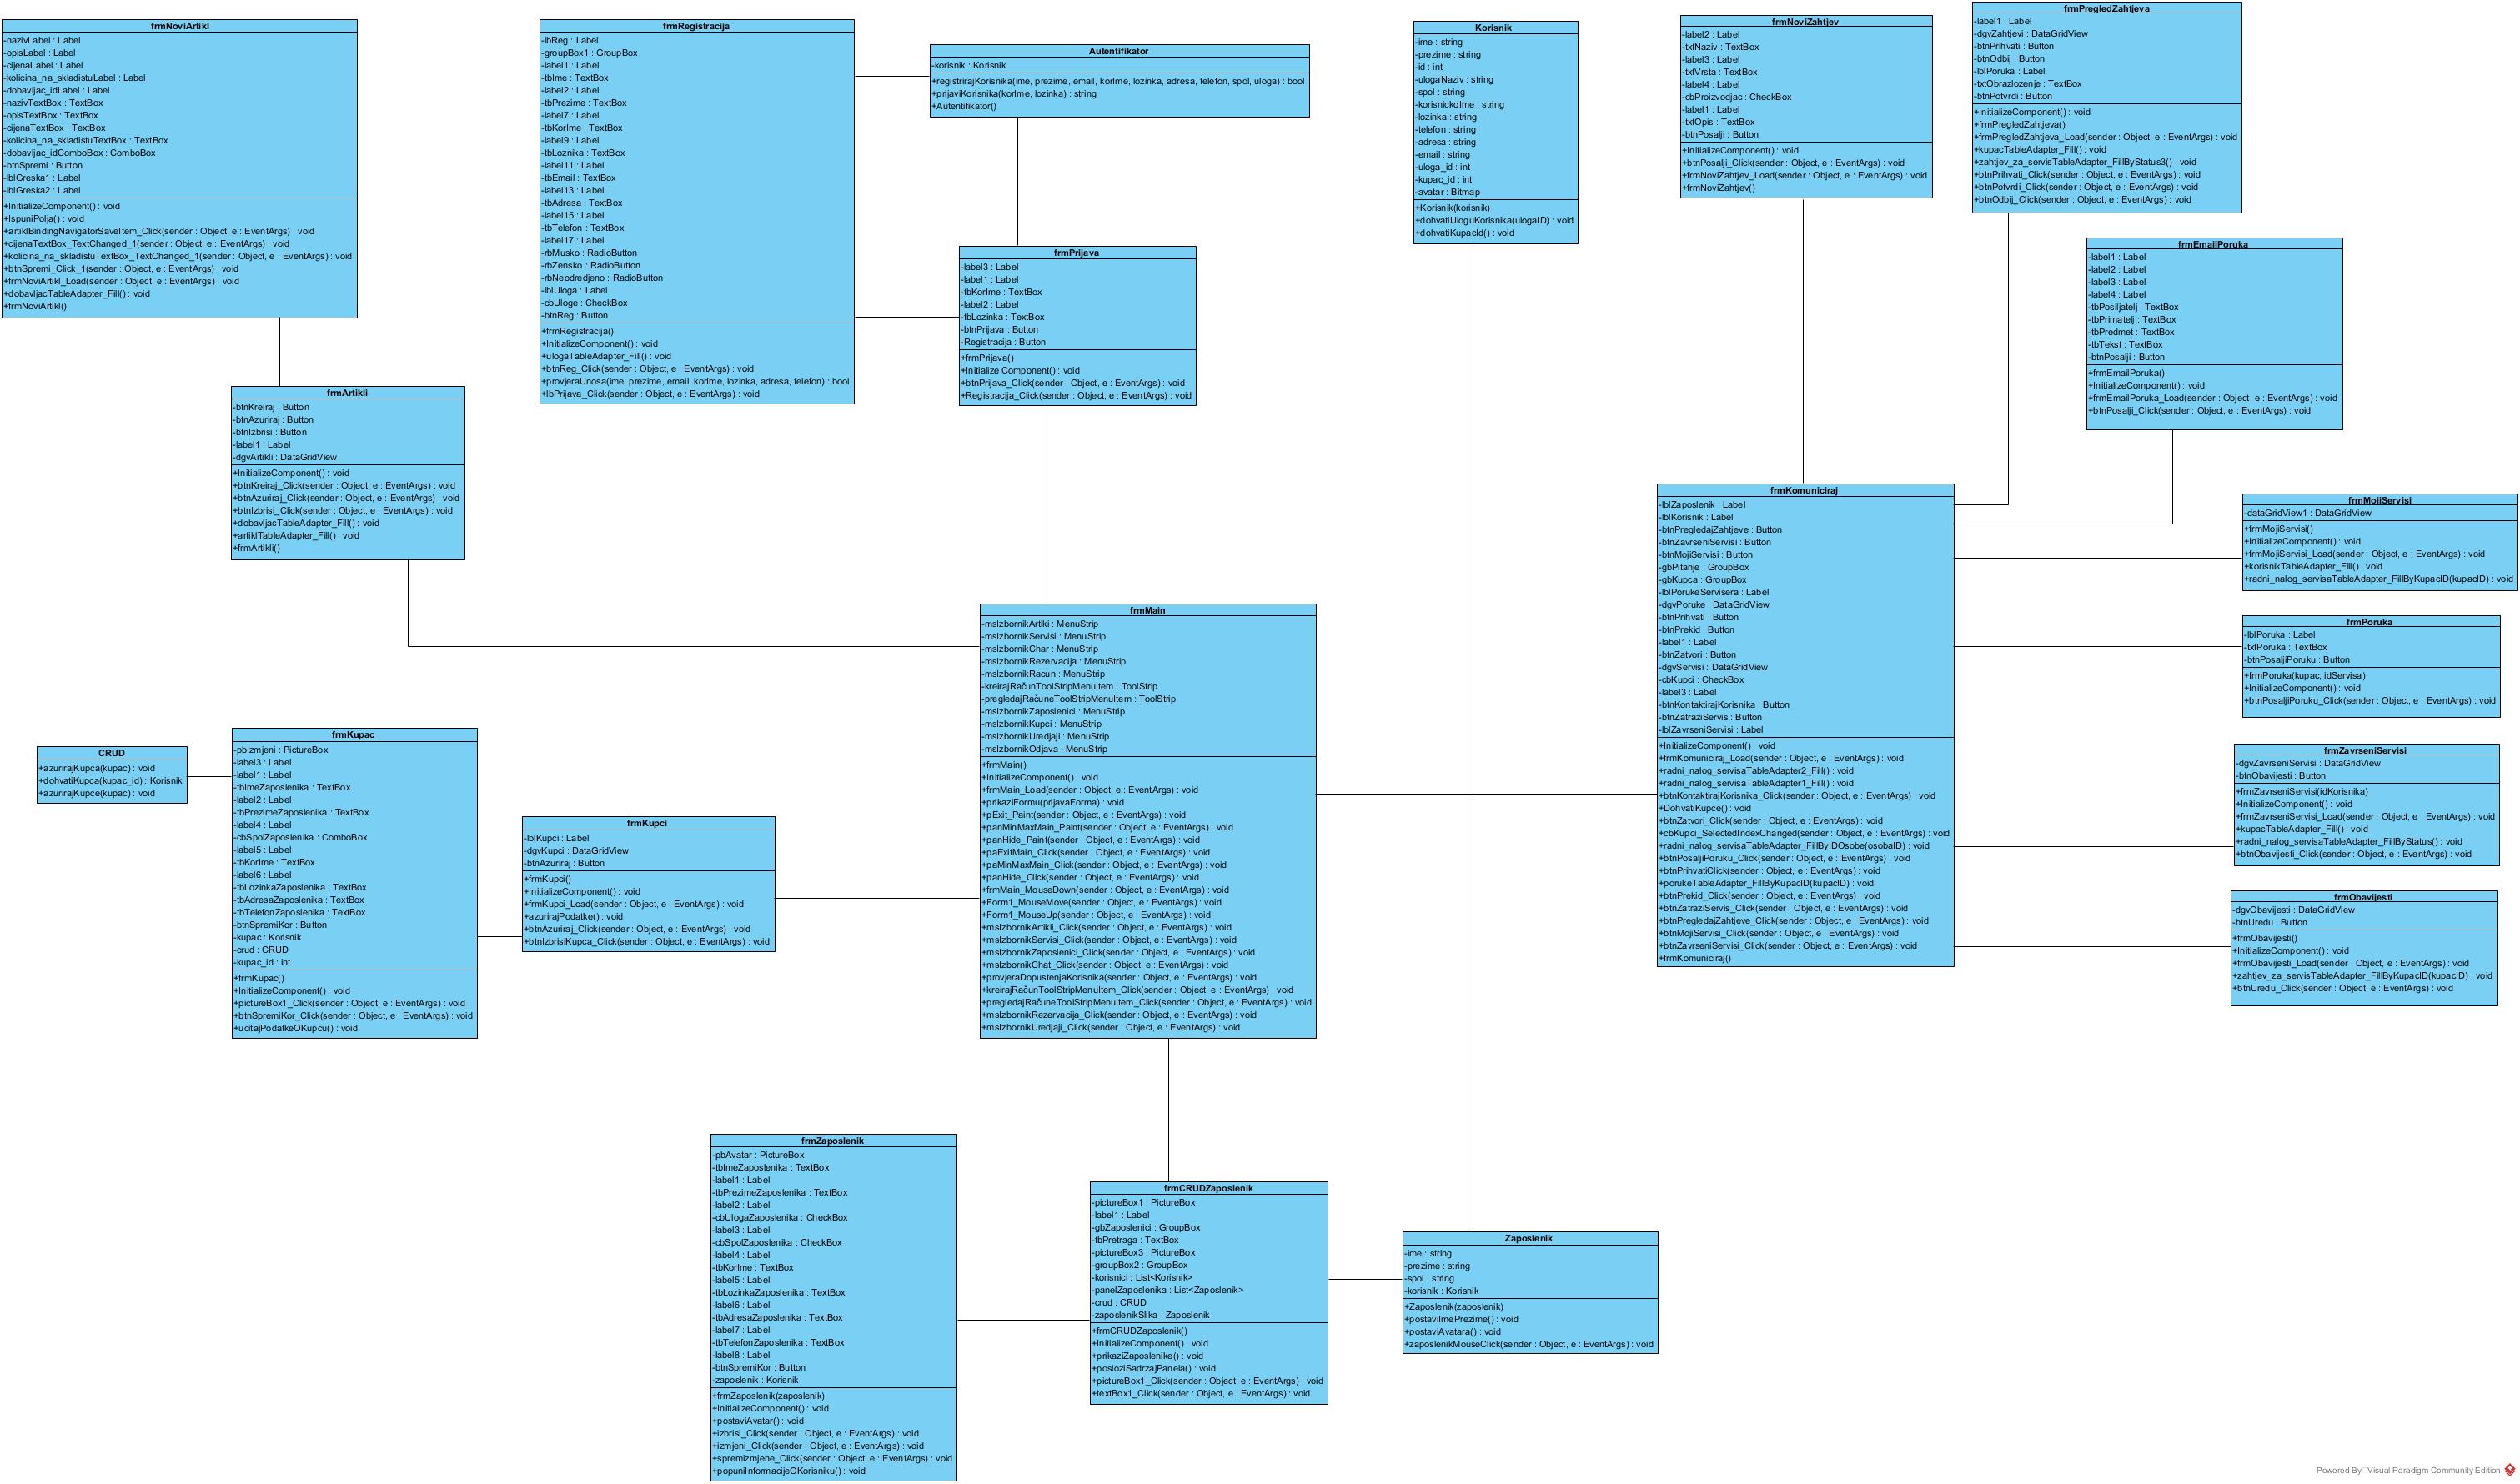 frmNoviArtikl
-nazivLabel : Label
-opisLabel : Label
-cijenaLabel : Label
-kolicina_na_skladistuLabel : Label
-dobavljac_idLabel : Label
-nazivTextBox : TextBox
-opisTextBox : TextBox
-cijenaTextBox : TextBox
-kolicina_na_skladistuTextBox : TextBox
-dobavljac_idComboBox : ComboBox
-btnSpremi : Button
-lblGreska1 : Label
-lblGreska2 : Label
+InitializeComponent() : void
+IspuniPolja() : void
+artiklBindingNavigatorSaveItem_Click(sender : Object, e : EventArgs) : void
+cijenaTextBox_TextChanged_1(sender : Object, e : EventArgs) : void
+kolicina_na_skladistuTextBox_TextChanged_1(sender : Object, e : EventArgs) : void
+btnSpremi_Click_1(sender : Object, e : EventArgs) : void
+frmNoviArtikl_Load(sender : Object, e : EventArgs) : void
+dobavljacTableAdapter_Fill() : void
+frmNoviArtikl()
frmRegistracija
-lbReg : Label
-groupBox1 : GroupBox
-label1 : Label
-tbIme : TextBox
-label2 : Label
-tbPrezime : TextBox
-label7 : Label
-tbKorIme : TextBox
-label9 : Label
-tbLoznika : TextBox
-label11 : Label
-tbEmail : TextBox
-label13 : Label
-tbAdresa : TextBox
-label15 : Label
-tbTelefon : TextBox
-label17 : Label
-rbMusko : RadioButton
-rbZensko : RadioButton
-rbNeodredjeno : RadioButton
-lblUloga : Label
-cbUloge : CheckBox
-btnReg : Button
+frmRegistracija()
+InitializeComponent() : void
+ulogaTableAdapter_Fill() : void
+btnReg_Click(sender : Object, e : EventArgs) : void
+provjeraUnosa(ime, prezime, email, korIme, lozinka, adresa, telefon) : bool
+lbPrijava_Click(sender : Object, e : EventArgs) : void
Autentifikator
-korisnik : Korisnik
+registrirajKorisnika(ime, prezime, email, korIme, lozinka, adresa, telefon, spol, uloga) : bool
+prijaviKorisnika(korIme, lozinka) : string
+Autentifikator()
frmPrijava
-label3 : Label
-label1 : Label
-tbKorIme : TextBox
-label2 : Label
-tbLozinka : TextBox
-btnPrijava : Button
-Registracija : Button
+frmPrijava()
+Initialize Component() : void
+btnPrijava_Click(sender : Object, e : EventArgs) : void
+Registracija_Click(sender : Object, e : EventArgs) : void
Korisnik
-ime : string
-prezime : string
-id : int
-ulogaNaziv : string
-spol : string
-korisnickoIme : string
-lozinka : string
-telefon : string
-adresa : string
-email : string
-uloga_id : int
-kupac_id : int
-avatar : Bitmap
+Korisnik(korisnik)
+dohvatiUloguKorisnika(ulogaID) : void
+dohvatiKupacId() : void
frmNoviZahtjev
-label2 : Label
-txtNaziv : TextBox
-label3 : Label
-txtVrsta : TextBox
-label4 : Label
-cbProizvodjac : CheckBox
-label1 : Label
-txtOpis : TextBox
-btnPosalji : Button
+InitializeComponent() : void
+btnPosalji_Click(sender : Object, e : EventArgs) : void
+frmNoviZahtjev_Load(sender : Object, e : EventArgs) : void
+frmNoviZahtjev()
frmPregledZahtjeva
-label1 : Label
-dgvZahtjevi : DataGridView
-btnPrihvati : Button
-btnOdbij : Button
-lblPoruka : Label
-txtObrazlozenje : TextBox
-btnPotvrdi : Button
+InitializeComponent() : void
+frmPregledZahtjeva()
+frmPregledZahtjeva_Load(sender : Object, e : EventArgs) : void
+kupacTableAdapter_Fill() : void
+zahtjev_za_servisTableAdapter_FillByStatus3() : void
+btnPrihvati_Click(sender : Object, e : EventArgs) : void
+btnPotvrdi_Click(sender : Object, e : EventArgs) : void
+btnOdbij_Click(sender : Object, e : EventArgs) : void
frmEmailPoruka
-label1 : Label
-label2 : Label
-label3 : Label
-label4 : Label
-tbPosiljatelj : TextBox
-tbPrimatelj : TextBox
-tbPredmet : TextBox
-tbTekst : TextBox
-btnPosalji : Button
+frmEmailPoruka()
+InitializeComponent() : void
+frmEmailPoruka_Load(sender : Object, e : EventArgs) : void
+btnPosalji_Click(sender : Object, e : EventArgs) : void
frmArtikli
-btnKreiraj : Button
-btnAzuriraj : Button
-btnIzbrisi : Button
-label1 : Label
-dgvArtikli : DataGridView
+InitializeComponent() : void
+btnKreiraj_Click(sender : Object, e : EventArgs) : void
+btnAzuriraj_Click(sender : Object, e : EventArgs) : void
+btnIzbrisi_Click(sender : Object, e : EventArgs) : void
+dobavljacTableAdapter_Fill() : void
+artiklTableAdapter_Fill() : void
+frmArtikli()
frmMain
-msIzbornikArtiki : MenuStrip
-msIzbornikServisi : MenuStrip
-msIzbornikChar : MenuStrip
-msIzbornikRezervacija : MenuStrip
-msIzbornikRacun : MenuStrip
-kreirajRačunToolStripMenuItem : ToolStrip
-pregledajRačuneToolStripMenuItem : ToolStrip
-msIzbornikZaposlenici : MenuStrip
-msIzbornikKupci : MenuStrip
-msIzbornikUredjaji : MenuStrip
-msIzbornikOdjava : MenuStrip
+frmMain()
+InitializeComponent() : void
+frmMain_Load(sender : Object, e : EventArgs) : void
+prikaziFormu(prijavaForma) : void
+pExit_Paint(sender : Object, e : EventArgs) : void
+panMinMaxMain_Paint(sender : Object, e : EventArgs) : void
+panHide_Paint(sender : Object, e : EventArgs) : void
+paExitMain_Click(sender : Object, e : EventArgs) : void
+paMinMaxMain_Click(sender : Object, e : EventArgs) : void
+panHide_Click(sender : Object, e : EventArgs) : void
+frmMain_MouseDown(sender : Object, e : EventArgs) : void
+Form1_MouseMove(sender : Object, e : EventArgs) : void
+Form1_MouseUp(sender : Object, e : EventArgs) : void
+msIzbornikArtikli_Click(sender : Object, e : EventArgs) : void
+msIzbornikServisi_Click(sender : Object, e : EventArgs) : void
+msIzbornikZaposlenici_Click(sender : Object, e : EventArgs) : void
+msIzbornikChat_Click(sender : Object, e : EventArgs) : void
+provjeraDopustenjaKorisnika(sender : Object, e : EventArgs) : void
+kreirajRačunToolStripMenuItem_Click(sender : Object, e : EventArgs) : void
+pregledajRačuneToolStripMenuItem_Click(sender : Object, e : EventArgs) : void
+msIzbornikRezervacija_Click(sender : Object, e : EventArgs) : void
+msIzbornikUredjaji_Click(sender : Object, e : EventArgs) : void
frmKomuniciraj
-lblZaposlenik : Label
-lblKorisnik : Label
-btnPregledajZahtjeve : Button
-btnZavrseniServisi : Button
-btnMojiServisi : Button
-gbPitanje : GroupBox
-gbKupca : GroupBox
-lblPorukeServisera : Label
-dgvPoruke : DataGridView
-btnPrihvati : Button
-btnPrekid : Button
-label1 : Label
-btnZatvori : Button
-dgvServisi : DataGridView
-cbKupci : CheckBox
-label3 : Label
-btnKontaktirajKorisnika : Button
-btnZatraziServis : Button
-lblZavrseniServisi : Label
+InitializeComponent() : void
+frmKomuniciraj_Load(sender : Object, e : EventArgs) : void
+radni_nalog_servisaTableAdapter2_Fill() : void
+radni_nalog_servisaTableAdapter1_Fill() : void
+btnKontaktirajKorisnika_Click(sender : Object, e : EventArgs) : void
+DohvatiKupce() : void
+btnZatvori_Click(sender : Object, e : EventArgs) : void
+cbKupci_SelectedIndexChanged(sender : Object, e : EventArgs) : void
+radni_nalog_servisaTableAdapter_FillByIDOsobe(osobaID) : void
+btnPosaljiPoruku_Click(sender : Object, e : EventArgs) : void
+btnPrihvatiClick(sender : Object, e : EventArgs) : void
+porukeTableAdapter_FillByKupacID(kupacID) : void
+btnPrekid_Click(sender : Object, e : EventArgs) : void
+btnZatraziServis_Click(sender : Object, e : EventArgs) : void
+btnPregledajZahtjeve_Click(sender : Object, e : EventArgs) : void
+btnMojiServisi_Click(sender : Object, e : EventArgs) : void
+btnZavrseniServisi_Click(sender : Object, e : EventArgs) : void
+frmKomuniciraj()
frmMojiServisi
-dataGridView1 : DataGridView
+frmMojiServisi()
+InitializeComponent() : void
+frmMojiServisi_Load(sender : Object, e : EventArgs) : void
+korisnikTableAdapter_Fill() : void
+radni_nalog_servisaTableAdapter_FillByKupacID(kupacID) : void
frmPoruka
-lblPoruka : Label
-txtPoruka : TextBox
-btnPosaljiPoruku : Button
+frmPoruka(kupac, idServisa)
+InitializeComponent() : void
+btnPosaljiPoruku_Click(sender : Object, e : EventArgs) : void
frmZavrseniServisi
-dgvZavrseniServisi : DataGridView
-btnObavijesti : Button
+frmZavrseniServisi(idKorisnika)
+InitializeComponent() : void
+frmZavrseniServisi_Load(sender : Object, e : EventArgs) : void
+kupacTableAdapter_Fill() : void
+radni_nalog_servisaTableAdapter_FillByStatus() : void
+btnObavijesti_Click(sender : Object, e : EventArgs) : void
frmObavijesti
-dgvObavijesti : DataGridView
-btnUredu : Button
+frmObavijesti()
+InitializeComponent() : void
+frmObavijesti_Load(sender : Object, e : EventArgs) : void
+zahtjev_za_servisTableAdapter_FillByKupacID(kupacID) : void
+btnUredu_Click(sender : Object, e : EventArgs) : void
CRUD
+azurirajKupca(kupac) : void
+dohvatiKupca(kupac_id) : Korisnik
+azurirajKupce(kupac) : void
frmKupac
-pbIzmjeni : PictureBox
-label3 : Label
-label1 : Label
-tbImeZaposlenika : TextBox
-label2 : Label
-tbPrezimeZaposlenika : TextBox
-label4 : Label
-cbSpolZaposlenika : ComboBox
-label5 : Label
-tbKorIme : TextBox
-label6 : Label
-tbLozinkaZaposlenika : TextBox
-tbAdresaZaposlenika : TextBox
-tbTelefonZaposlenika : TextBox
-btnSpremiKor : Button
-kupac : Korisnik
-crud : CRUD
-kupac_id : int
+frmKupac()
+InitializeComponent() : void
+pictureBox1_Click(sender : Object, e : EventArgs) : void
+btnSpremiKor_Click(sender : Object, e : EventArgs) : void
+ucitajPodatkeOKupcu() : void
frmKupci
-lblKupci : Label
-dgvKupci : DataGridView
-btnAzuriraj : Button
+frmKupci()
+InitializeComponent() : void
+frmKupci_Load(sender : Object, e : EventArgs) : void
+azurirajPodatke() : void
+btnAzuriraj_Click(sender : Object, e : EventArgs) : void
+btnIzbrisiKupca_Click(sender : Object, e : EventArgs) : void
frmZaposlenik
-pbAvatar : PictureBox
-tbImeZaposlenika : TextBox
-label1 : Label
-tbPrezimeZaposlenika : TextBox
-label2 : Label
-cbUlogaZaposlenika : CheckBox
-label3 : Label
-cbSpolZaposlenika : CheckBox
-label4 : Label
-tbKorIme : TextBox
-label5 : Label
-tbLozinkaZaposlenika : TextBox
-label6 : Label
-tbAdresaZaposlenika : TextBox
-label7 : Label
-tbTelefonZaposlenika : TextBox
-label8 : Label
-btnSpremiKor : Button
-zaposlenik : Korisnik
+frmZaposlenik(zaposlenik)
+InitializeComponent() : void
+postaviAvatar() : void
+izbrisi_Click(sender : Object, e : EventArgs) : void
+izmjeni_Click(sender : Object, e : EventArgs) : void
+spremizmjene_Click(sender : Object, e : EventArgs) : void
+popuniInformacijeOKorisniku() : void
frmCRUDZaposlenik
-pictureBox1 : PictureBox
-label1 : Label
-gbZaposlenici : GroupBox
-tbPretraga : TextBox
-pictureBox3 : PictureBox
-groupBox2 : GroupBox
-korisnici : List<Korisnik>
-panelZaposlenika : List<Zaposlenik>
-crud : CRUD
-zaposlenikSlika : Zaposlenik
+frmCRUDZaposlenik()
+InitializeComponent() : void
+prikaziZaposlenike() : void
+posloziSadrzajPanela() : void
+pictureBox1_Click(sender : Object, e : EventArgs) : void
+textBox1_Click(sender : Object, e : EventArgs) : void
Zaposlenik
-ime : string
-prezime : string
-spol : string
-korisnik : Korisnik
+Zaposlenik(zaposlenik)
+postaviImePrezime() : void
+postaviAvatara() : void
+zaposlenikMouseClick(sender : Object, e : EventArgs) : void
Powered By Visual Paradigm Community Edition